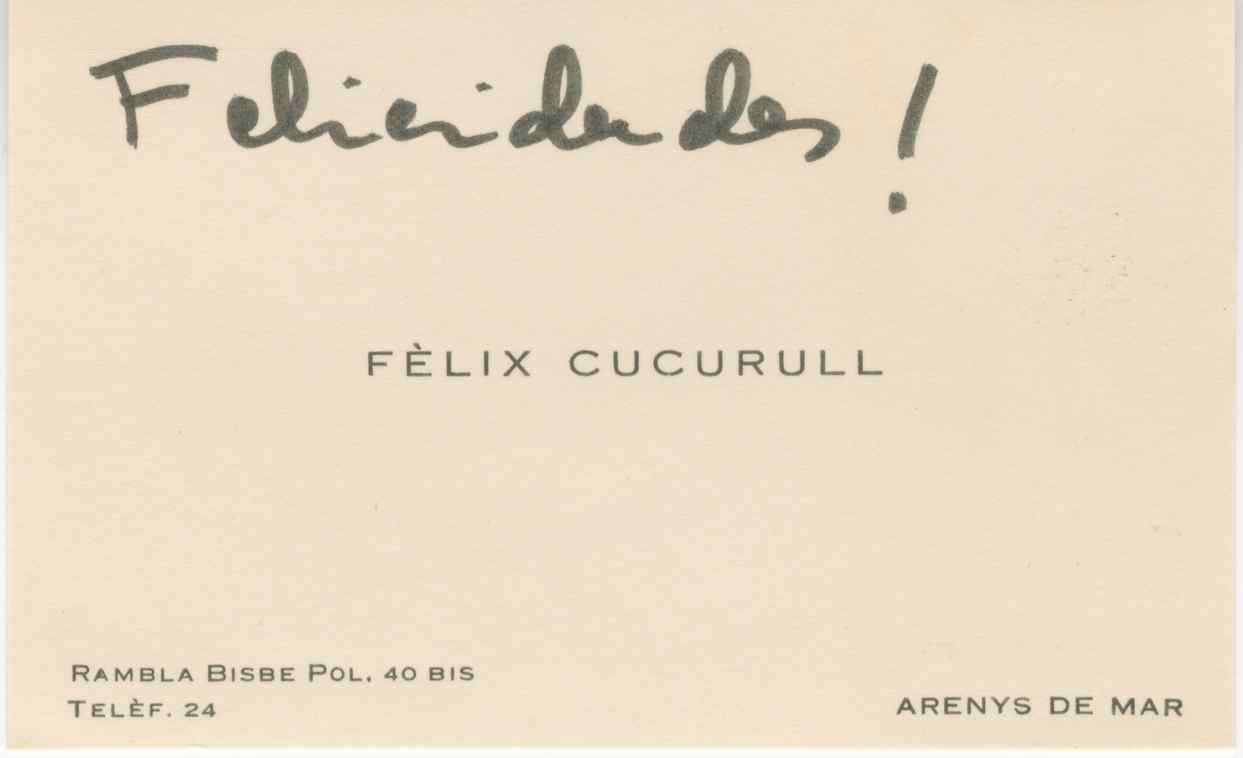 Felicidades!
FÈLIX CUCURULL
RAMBLA BISBE POL, 40 BIS
TELÈF. 24
ARENYS DE MAR